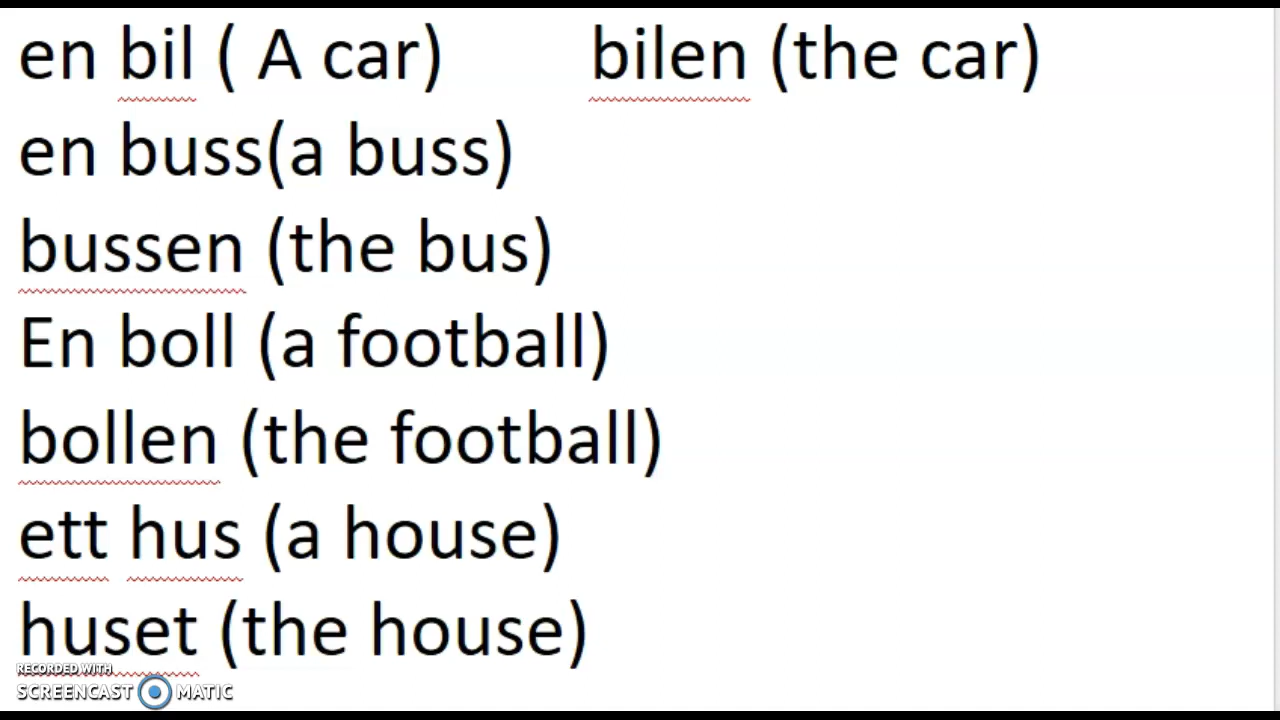 en bil ( A car) bilen (the car)
en buss(a buss)
bussen (the bus)
En boll (a football)
bollen (the football)
ett hus (a house)
huset (the house)
RECORDED WITH
SCREENCAST MATIC